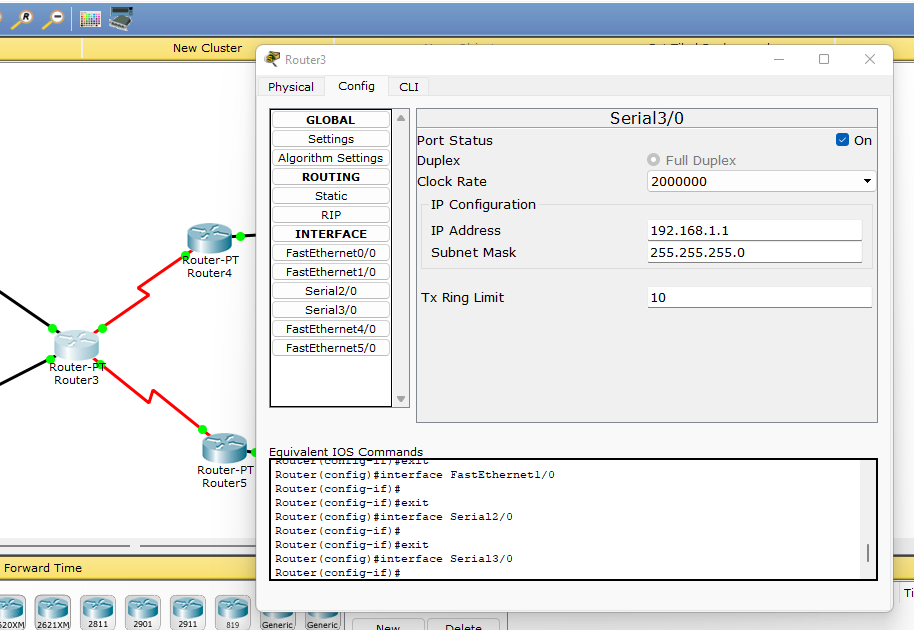 R
New Cluster
Router3
Physical
Config
CLI
GLOBAL
Settings
Algorithm Settings
ROUTING
Static
RIP
INTERFACE
FastEthernet0/0
FastEthernet1/0
Serial2/0
Serial3/0
FastEthernet4/0
FastEthernet5/0
Serial3/0
Port Status
On
Duplex
Full Duplex
Clock Rate
2000000
IP Configuration
IP Address
192.168.1.1
Subnet Mask
255.255.255.0
Tx Ring Limit
10
Equivalent IOS Commands
Router(config-if)#exit
Router(config)#interface FastEthernet1/0
Router(config-if)#
Router(config-if)#exit
Router(config)#interface Serial2/0
Router(config-if)#
Router(config-if)#exit
Router(config)#interface Serial3/0
Router(config-if)#
Router-PT
Router4
Router-PT
Router3
Router-PT
Router5
Forward Time
2621XM
2811
2901
2911
819
Generic
Generic
New
Delete